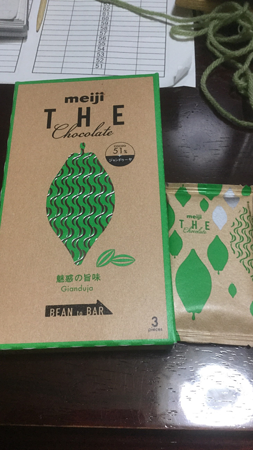 meiji
THE
Chocolate
51%
魅惑の旨味
Gianduja
BEAN to BAR
3
pieces
meiji
THE
Chocolate